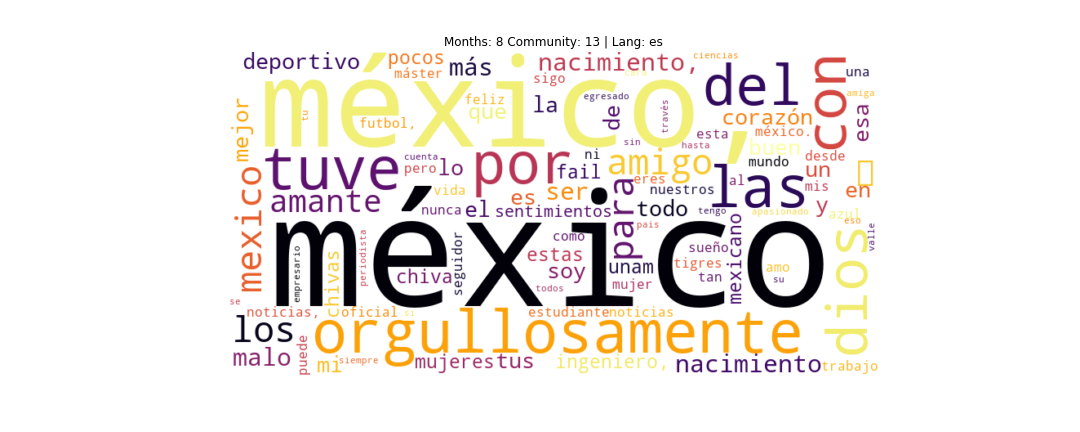 Months: 8 Community: 13 | Lang: es
deportivo pocos más nacimiento, ciencias
máster sigo una
méxico, del con
feliz que la egresado de través amiga
tu futbol, corazón esa
mejor esta méxico.
sin hasta buen
tuve por cuenta ni amigo mundo desde
pero lo fail un
mexico amante vida es ser eres nuestros al las mis en
nunca el sentimientos para todo tengo apasionado y azul eso
méxico pais valle
periodista seguidor como sueño mexicano dios
estas
chivas chiva soy unam tigres amo
empresario mujer tan su
todos
se
noticias, oficial si estudiante noticias
los orgullosamente
puede
malo mi siempre mujeres tus ingeniero, nacimiento trabajo